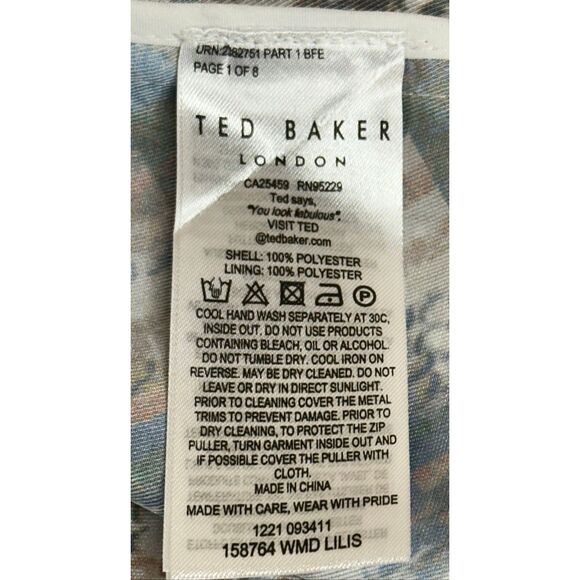 URN:2182751 PART 1 BFE
PAGE 1 OF 8
TED BAKER
LONDON
CA25459 RN95229
Ted says,
"You look fabulous".
VISIT TED
@tedbaker.com
SHELL: 100% POLYESTER
LINING: 100% POLYESTER
P
COOL HAND WASH SEPARATELY AT 30C,
INSIDE OUT. DO NOT USE PRODUCTS
CONTAINING BLEACH, OIL OR ALCOHOL.
DO NOT TUMBLE DRY. COOL IRON ON
REVERSE. MAY BE DRY CLEANED. DO NOT
LEAVE OR DRY IN DIRECT SUNLIGHT.
PRIOR TO CLEANING COVER THE METAL
TRIMS TO PREVENT DAMAGE. PRIOR TO
DRY CLEANING, TO PROTECT THE ZIP
PULLER, TURN GARMENT INSIDE OUT AND
IF POSSIBLE COVER THE PULLER WITH
CLOTH.
MADE IN CHINA
MADE WITH CARE, WEAR WITH PRIDE
1221 093411
158764 WMD LILIS